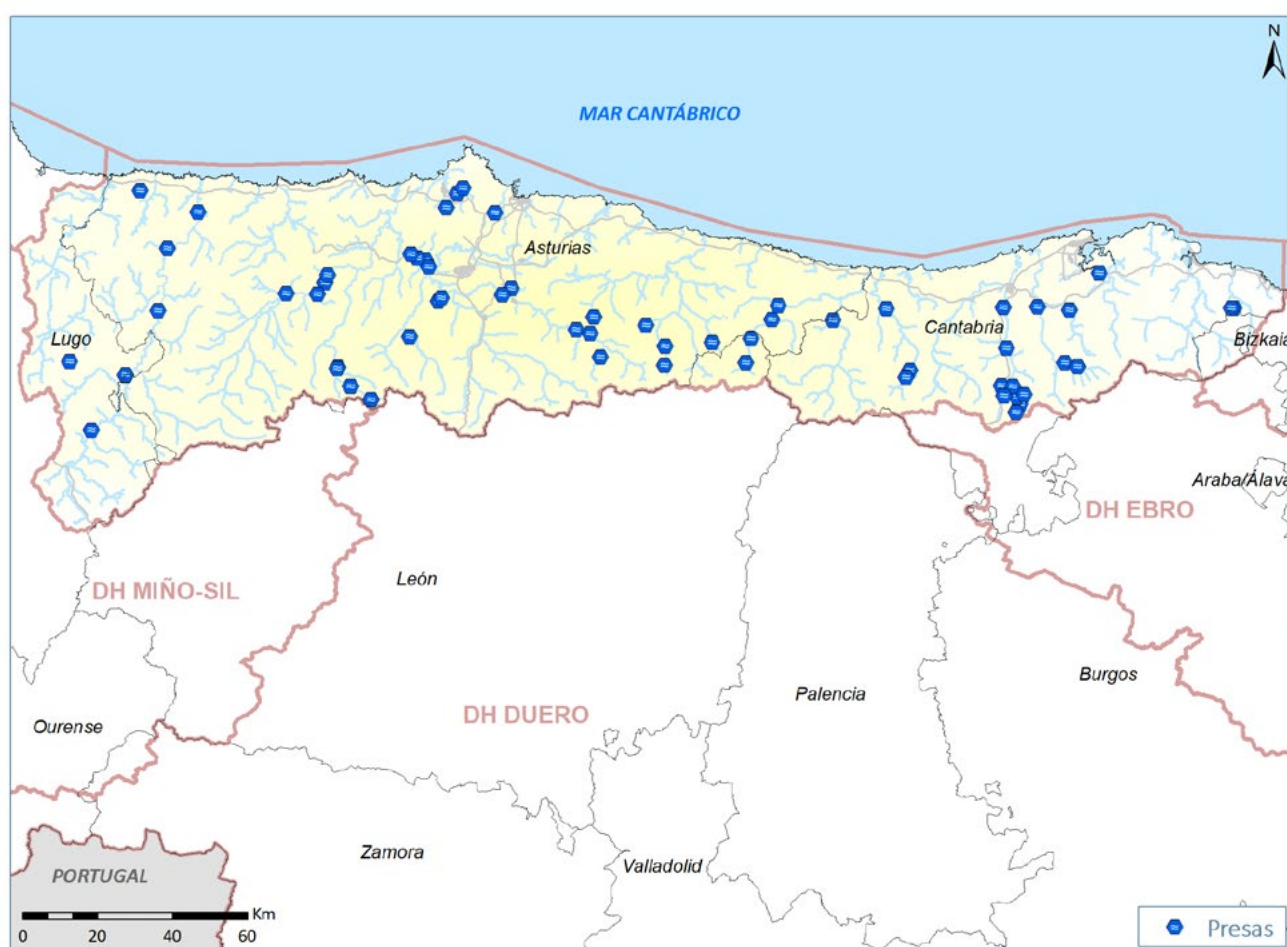 N
MAR CANTÁBRICO
Asturias
Lugo
Cantabria
Bizkaia
Araba/Álava
DH EBRO
DH MIÑO-SIL
León
Burgos
Palencia
DH DUERO
Ourense
Zamora
Valladolid
PORTUGAL
Km
0 20 40 60
Presas